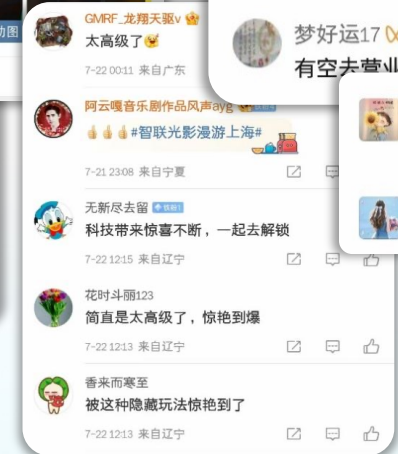 动图
GMRF_龙翔天驱v
太高级了
7-22 00:11 来自广东
梦好运17
有空去营业
阿云嘎音乐剧作品风声ayg
#智联光影漫游上海#
7-21 23:08 来自宁夏
无新尽去留
科技带来惊喜不断，一起去解锁
7-22 12:15 来自辽宁
花时斗丽123
简直是太高级了，惊艳到爆
7-22 12:13 来自辽宁
香来而寒至
被这种隐藏玩法惊艳到了
7-22 12:13 来自辽宁